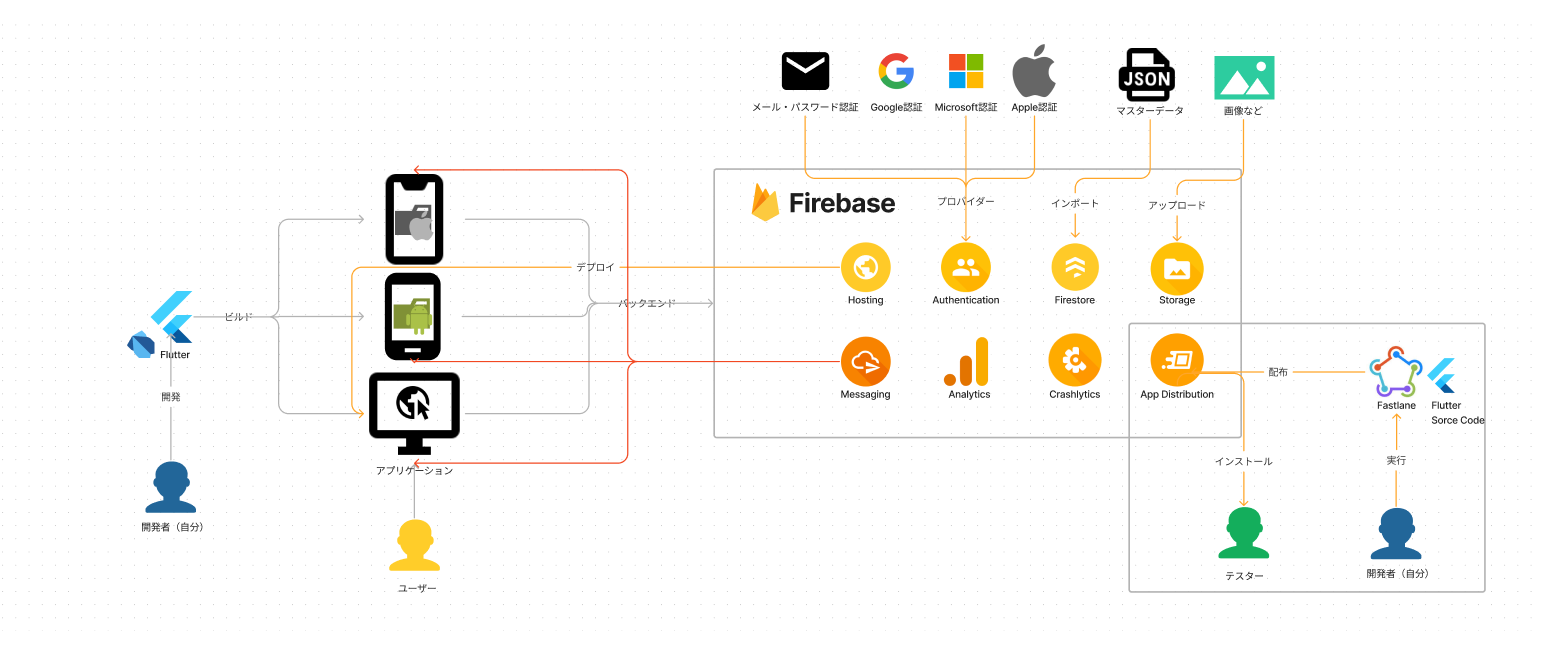 メール・パスワード認証
Google認証
Microsoft認証
Apple認証
JSON
マスターデータ
画像など
Firebase
プロバイダー
インポート
アップロード
デプロイ
Hosting
Authentication
Firestore
Storage
バックエンド
ビルド
Flutter
開発
Messaging
Analytics
Crashlytics
App Distribution
配布
Fastlane
Flutter
Sorce Code
アプリケーション
インストール
実行
開発者（自分）
ユーザー
テスター
開発者（自分）